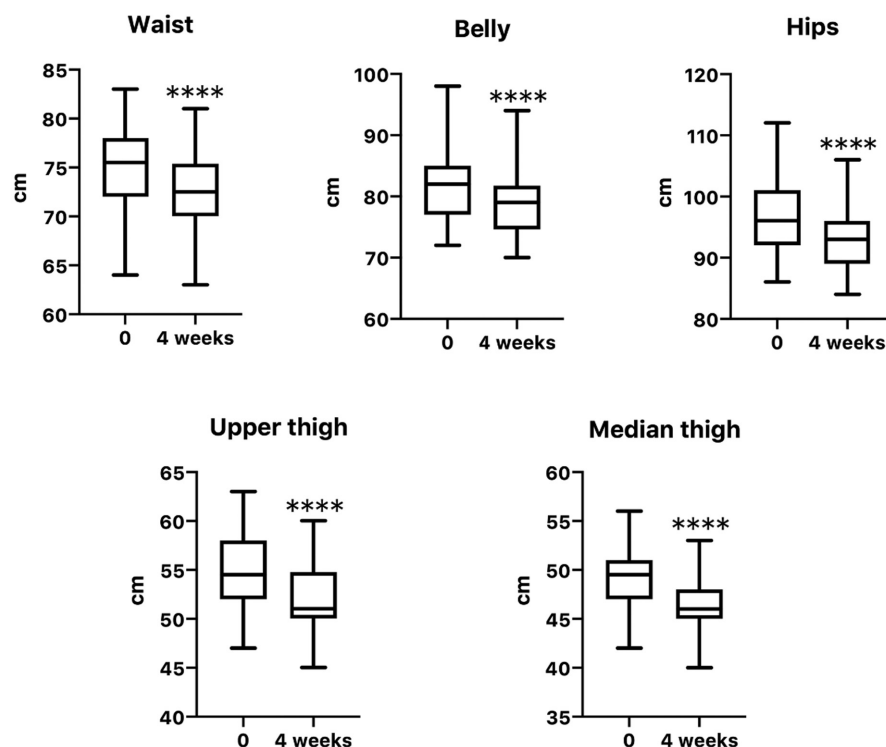 Waist
85
80
75
70
65
60
cm
****
0 4 weeks
Belly
100
90
80
70
60
cm
****
0 4 weeks
Hips
120
110
100
90
80
cm
****
0 4 weeks
Upper thigh
65
60
55
50
45
40
cm
****
0 4 weeks
Median thigh
60
55
50
45
40
35
cm
****
0 4 weeks